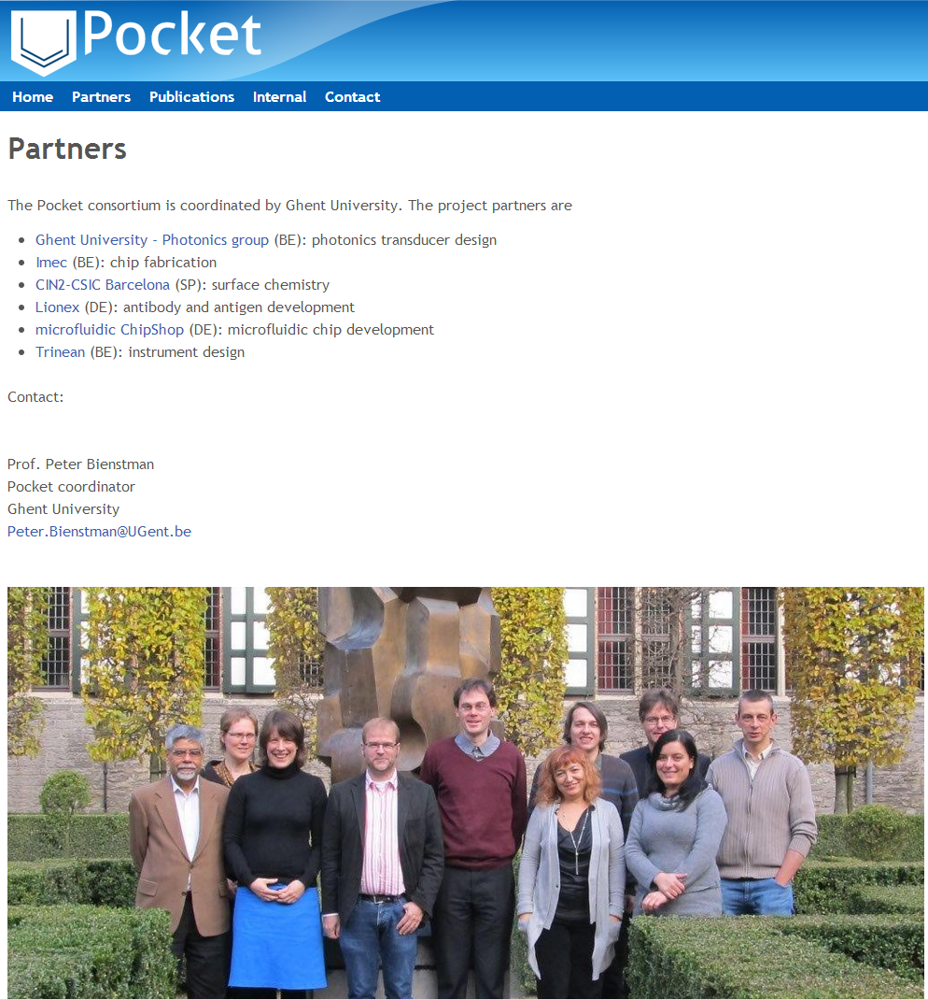 Pocket
Home Partners Publications Internal Contact
Partners
The Pocket consortium is coordinated by Ghent University. The project partners are
Ghent University - Photonics group (BE): photonics transducer design
Imec (BE): chip fabrication
CIN2-CSIC Barcelona (SP): surface chemistry
Lionex (DE): antibody and antigen development
microfluidic ChipShop (DE): microfluidic chip development
Trinean (BE): instrument design
Contact:
Prof. Peter Bienstman
Pocket coordinator
Ghent University
Peter.Bienstman@UGent.be